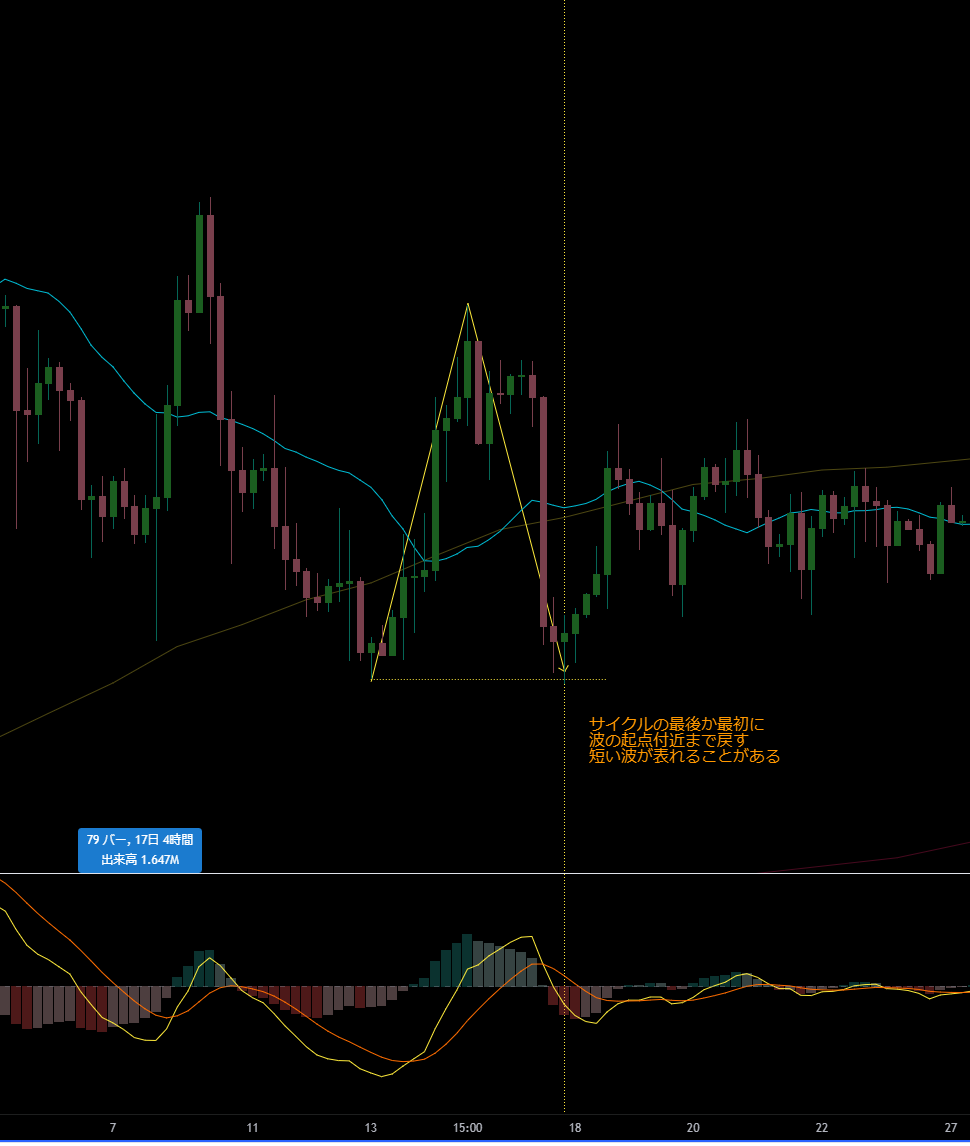 サイクルの最後か最初に
波の起点付近まで戻す
短い波が表れることがある
79 バー, 17日 4時間
出来高 1.647M
7 11 13 15:00 18 20 22 27